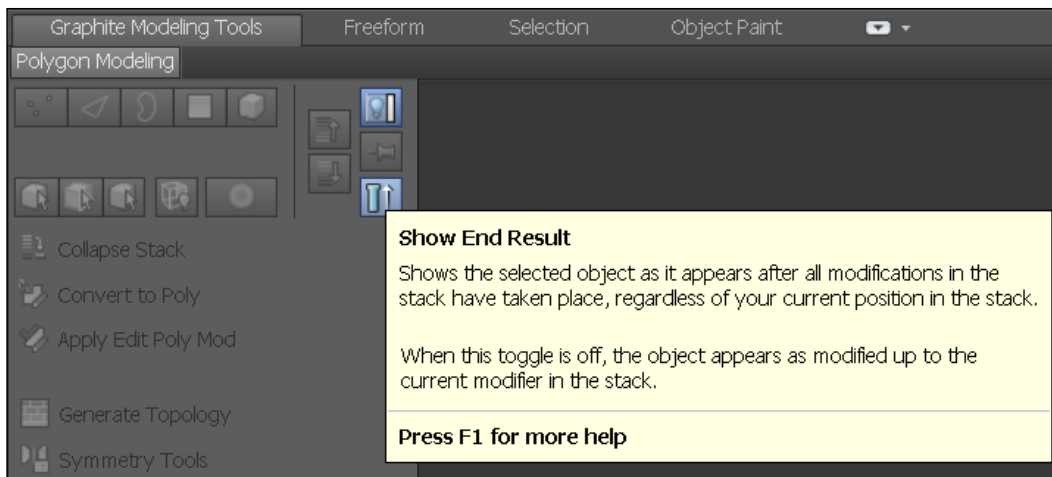 Graphite Modeling Tools Freeform Selection Object Paint
Polygon Modeling
Collapse Stack
Convert to Poly
Apply Edit Poly Mod
Generate Topology
Symmetry Tools
Show End Result
Shows the selected object as it appears after all modifications in the
stack have taken place, regardless of your current position in the stack.
When this toggle is off, the object appears as modified up to the
current modifier in the stack.
Press F1 for more help